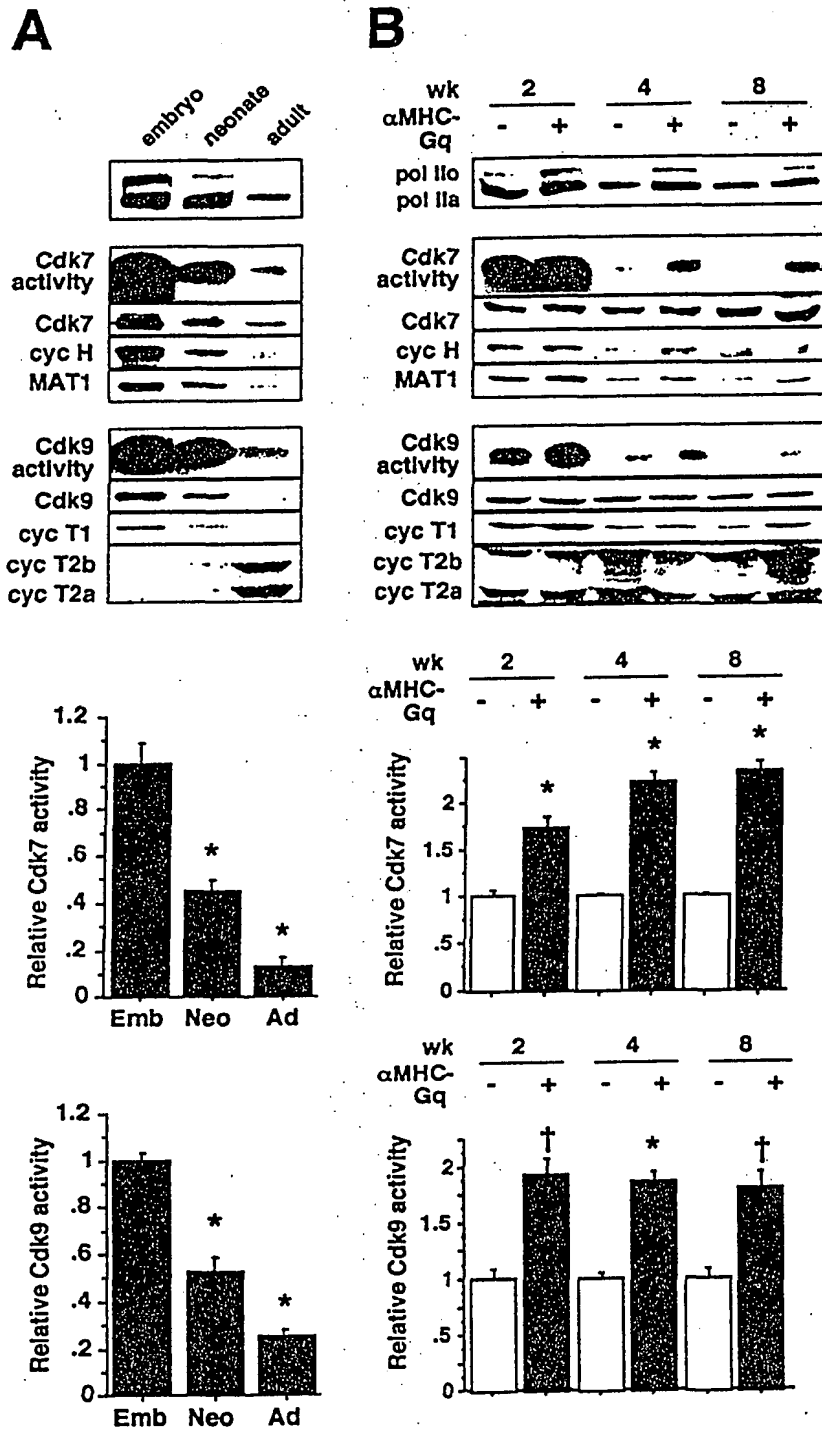 A
embryo neonate adult
Cdk7
activity
Cdk7
cyc H
MAT1
Cdk9
activity
Cdk9
cyc T1
cyc T2b
cyc T2a
1.2
1
.8
.6
.4
.2
0
Relative Cdk7 activity
* *
Emb Neo Ad
1.2
1
.8
.6
.4
.2
0
Relative Cdk9 activity
* *
Emb Neo Ad
B
wk 2 4 8
αMHC-
Gq - + - + - +
pol IIo
pol IIa
Cdk7
activity
Cdk7
cyc H
MAT1
Cdk9
activity
Cdk9
cyc T1
cyc T2b
cyc T2a
wk 2 4 8
αMHC-
Gq - + - + - +
* * *
2
1.5
1
.5
0
Relative Cdk7 activity
wk 2 4 8
αMHC-
Gq - + - + - +
† * †
2
1.5
1
.5
0
Relative Cdk9 activity